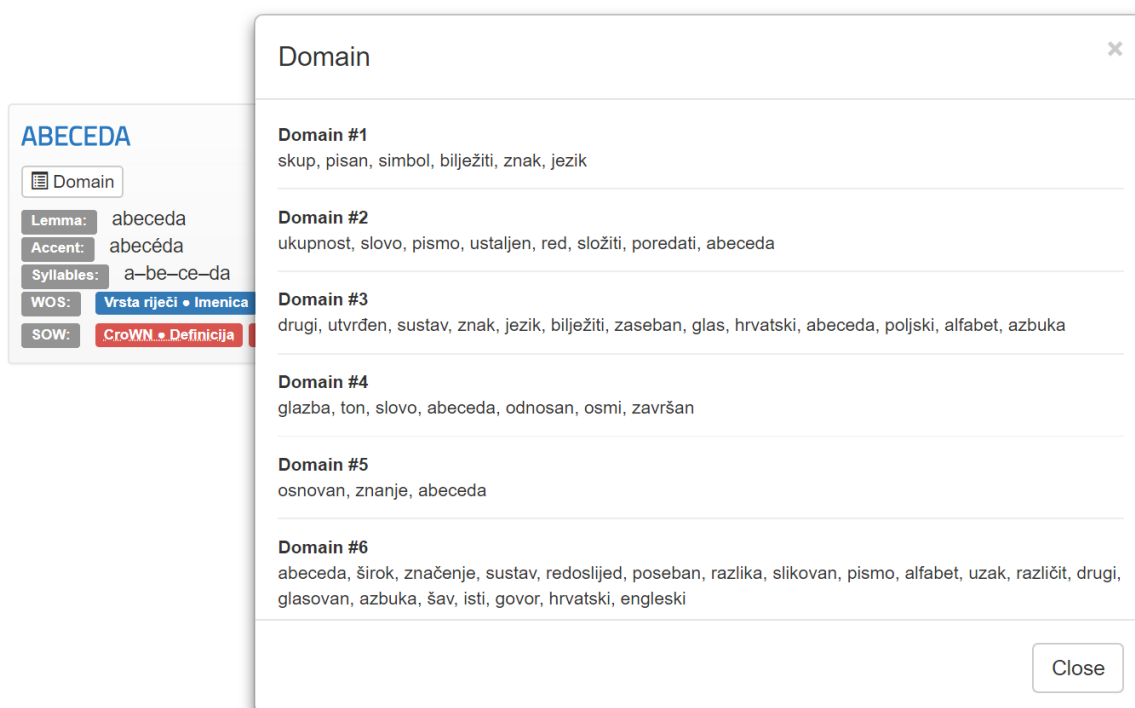 ABECEDA
Domain
Lemma: abeceda
Accent: abecéda
Syllables: a–be–ce–da
WOS: Vrsta riječi • Imenica
SOW: CroWN • Definicija
Domain
×
Domain #1
skup, pisan, simbol, bilježiti, znak, jezik
Domain #2
ukupnost, slovo, pismo, ustaljen, red, složiti, poredati, abeceda
Domain #3
drugi, utvrđen, sustav, znak, jezik, bilježiti, zaseban, glas, hrvatski, abeceda, poljski, alfabet, azbuka
Domain #4
glazba, ton, slovo, abeceda, odnosan, osmi, završan
Domain #5
osnovan, znanje, abeceda
Domain #6
abeceda, širok, značenje, sustav, redoslijed, poseban, razlika, slikovan, pismo, alfabet, uzak, različit, drugi,
glasovan, azbuka, šav, isti, govor, hrvatski, engleski
Close